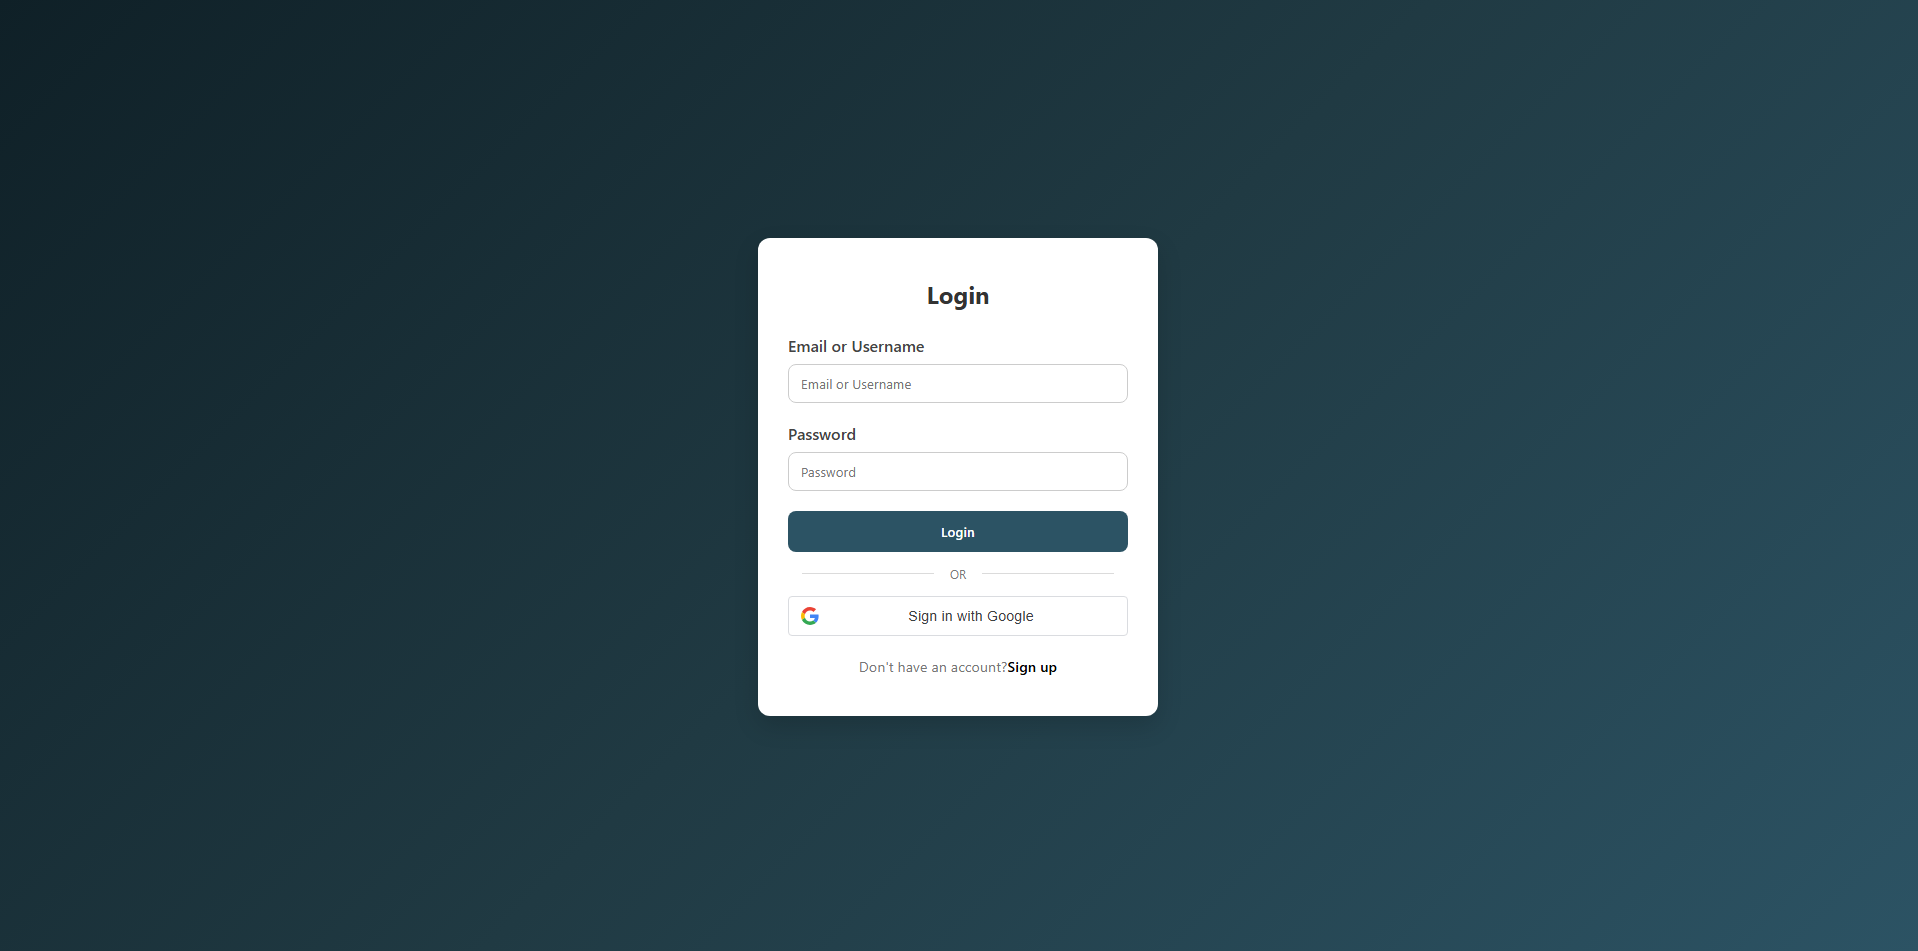 Login
Email or Username
Email or Username
Password
Password
Login
OR
Sign in with Google
Don't have an account?Sign up